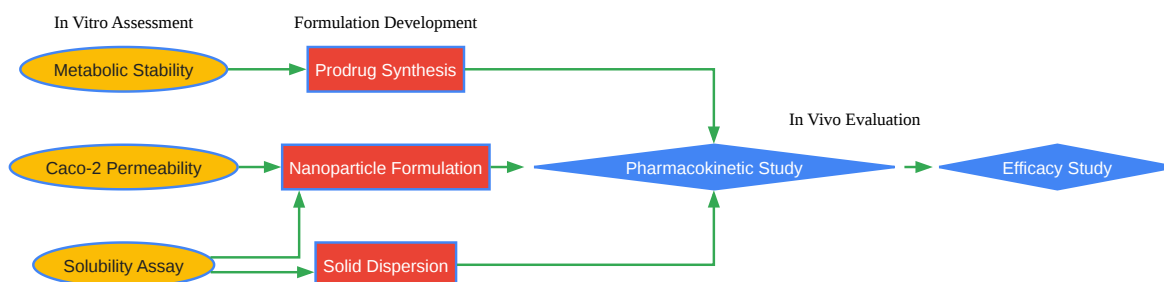 In Vitro Assessment
Formulation Development
Metabolic Stability
Prodrug Synthesis
In Vivo Evaluation
Caco-2 Permeability
Nanoparticle Formulation
Pharmacokinetic Study
Efficacy Study
Solubility Assay
Solid Dispersion